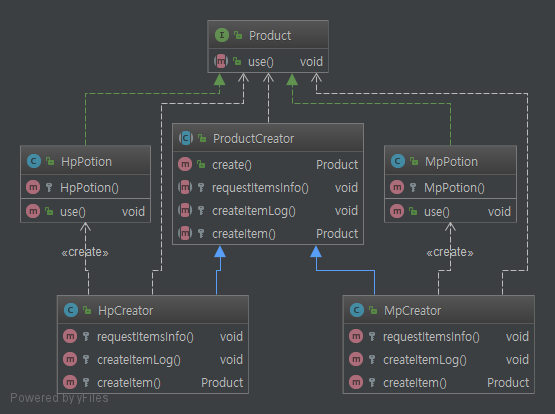 Product
use() void
ProductCreator
create() Product
requestItemsInfo() void
createItemLog() void
createItem() Product
HpPotion
HpPotion()
use() void
MpPotion
MpPotion()
use() void
«create»
«create»
HpCreator
requestItemsInfo() void
createItemLog() void
createItem() Product
MpCreator
requestItemsInfo() void
createItemLog() void
createItem() Product
Powered by yFiles